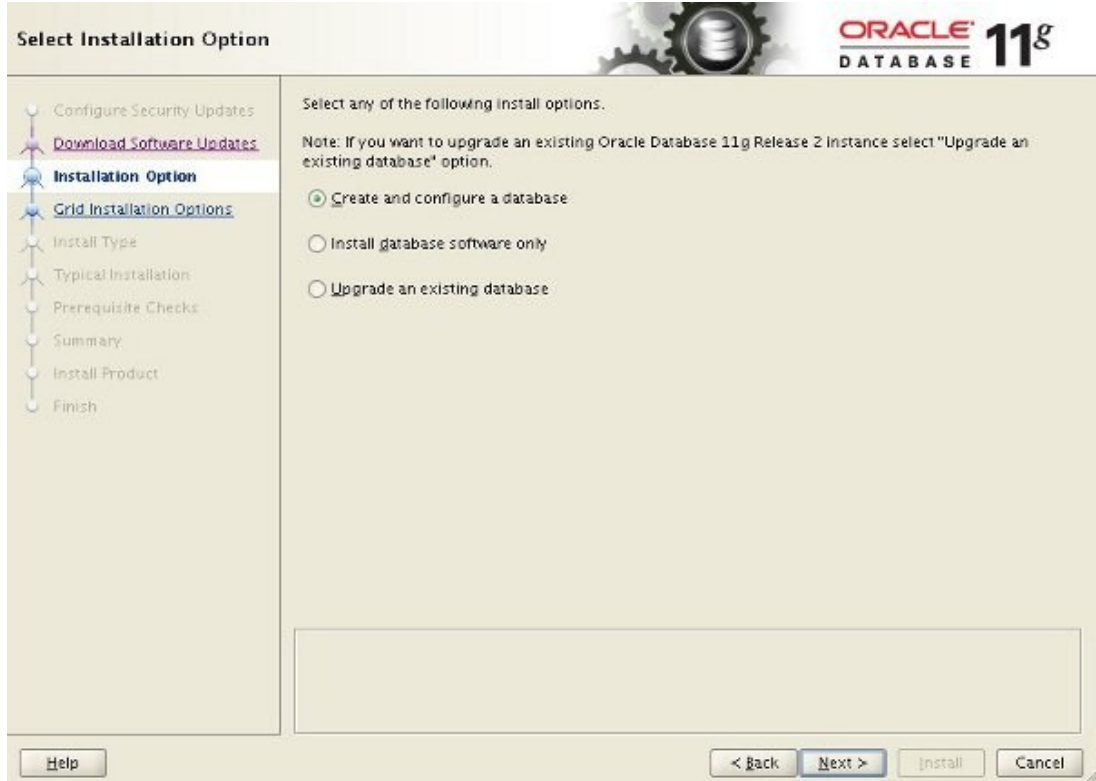 Select Installation Option
ORACLE
DATABASE
11g
Configure Security Updates
Download Software Updates
Installation Option
Grid Installation Options
Install Type
Typical Installation
Prerequisite Checks
Summary
Install Product
Finish
Select any of the following install options.
Note: If you want to upgrade an existing Oracle Database 11g Release 2 instance select "Upgrade an
existing database" option.
Create and configure a database
Install database software only
Upgrade an existing database
Help
< Back
Next >
Install
Cancel